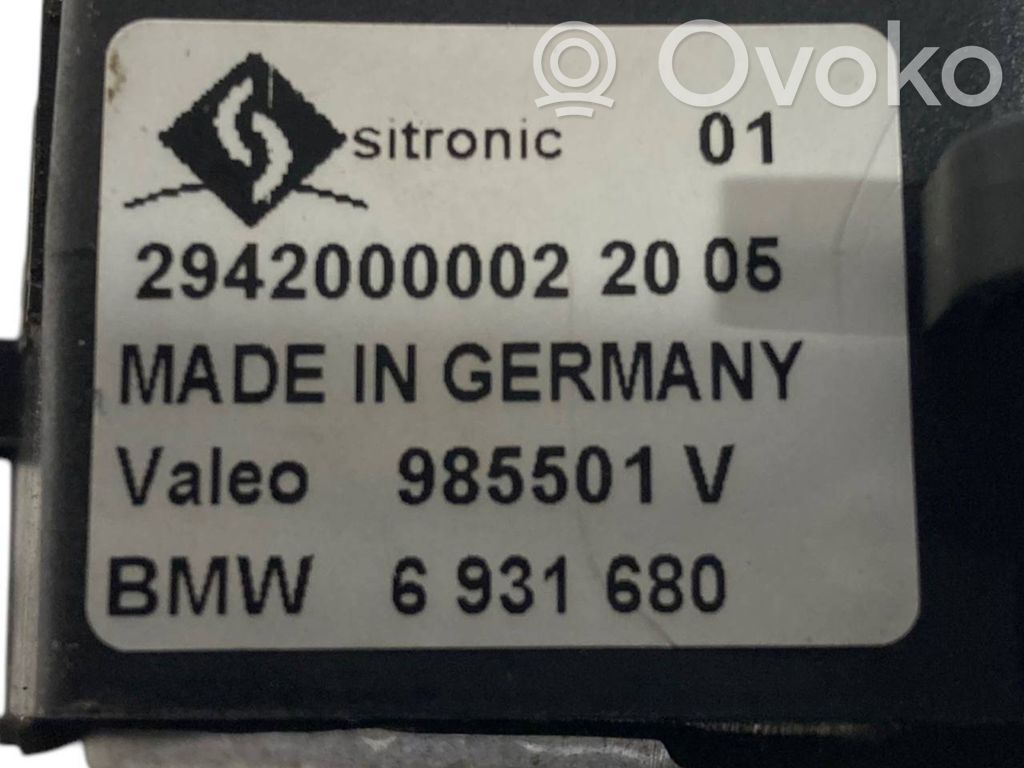 Ovoko
sitronic 01
2942000002 20 05
MADE IN GERMANY
Valeo 985501 V
BMW 6 931 680